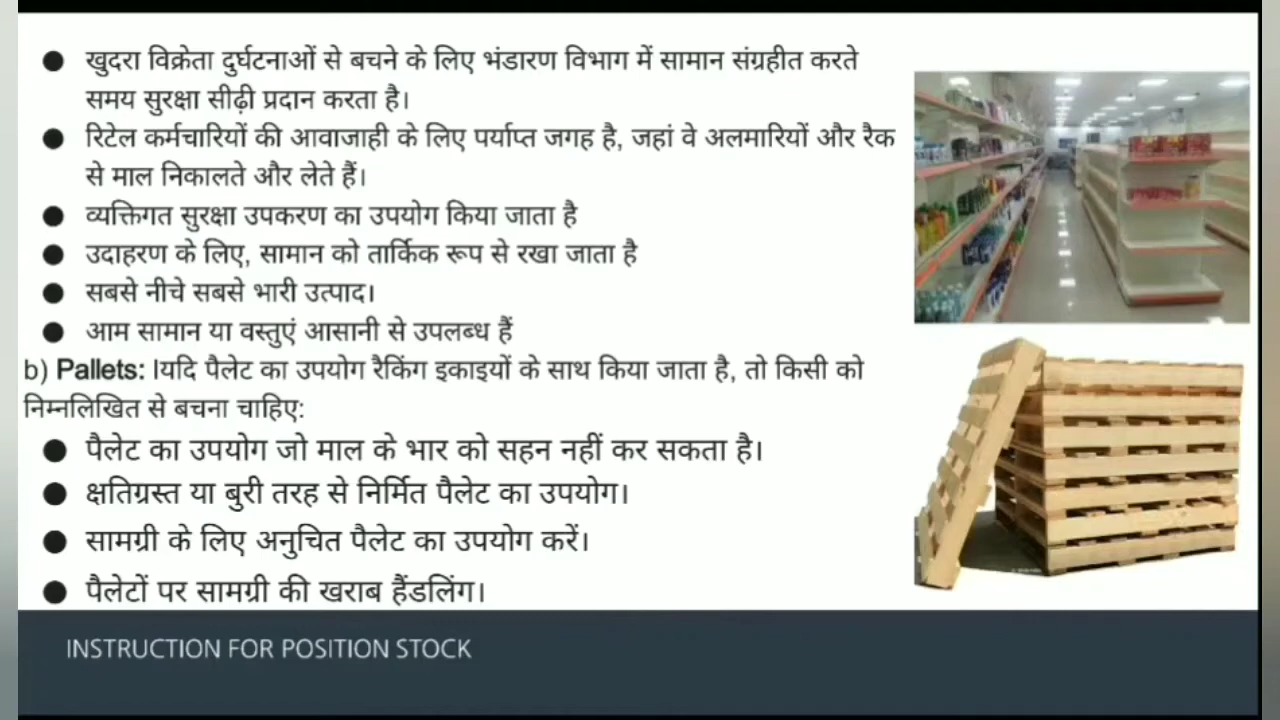 ● खुदरा विक्रेता दुर्घटनाओं से बचने के लिए भंडारण विभाग में सामान संग्रहीत करते
समय सुरक्षा सीढ़ी प्रदान करता है।
● रिटेल कर्मचारियों की आवाजाही के लिए पर्याप्त जगह है, जहां वे अलमारियों और रैक
से माल निकालते और लेते हैं।
● व्यक्तिगत सुरक्षा उपकरण का उपयोग किया जाता है
● उदाहरण के लिए, सामान को तार्किक रूप से रखा जाता है
● सबसे नीचे सबसे भारी उत्पाद।
● आम सामान या वस्तुएं आसानी से उपलब्ध हैं
b) Pallets: ।यदि पैलेट का उपयोग रैकिंग इकाइयों के साथ किया जाता है, तो किसी को
निम्नलिखित से बचना चाहिए:
● पैलेट का उपयोग जो माल के भार को सहन नहीं कर सकता है।
● क्षतिग्रस्त या बुरी तरह से निर्मित पैलेट का उपयोग।
● सामग्री के लिए अनुचित पैलेट का उपयोग करें।
● पैलेटों पर सामग्री की खराब हैंडलिंग।
INSTRUCTION FOR POSITION STOCK